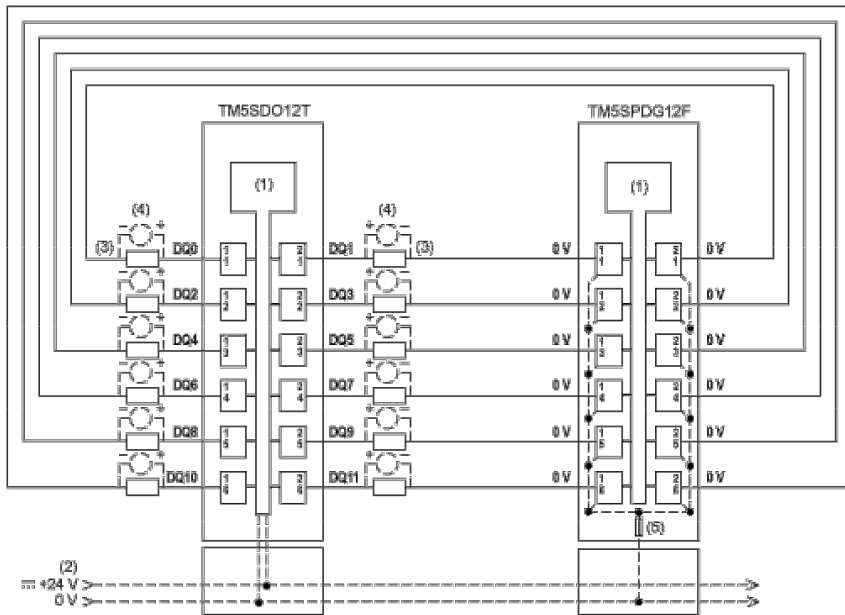 TM5SDO12T TM5SPDG12F
(1) (1)
(4) (4)
(3) DQ0 DQ1 (3) 0 V 0 V
DQ2 DQ3 0 V 0 V
DQ4 DQ5 0 V 0 V
DQ6 DQ7 0 V 0 V
DQ8 DQ9 0 V 0 V
DQ10 DQ11 0 V 0 V
(5)
(2)
+24 V
0 V